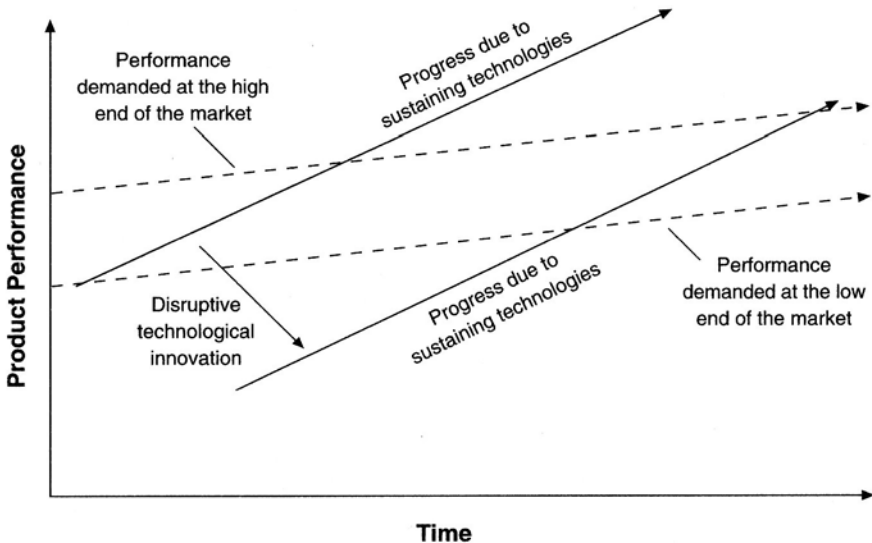 Performance
demanded at the high
end of the market
Progress due to
sustaining technologies
Disruptive
technological
innovation
Progress due to
sustaining technologies
Performance
demanded at the low
end of the market
Product Performance
Time